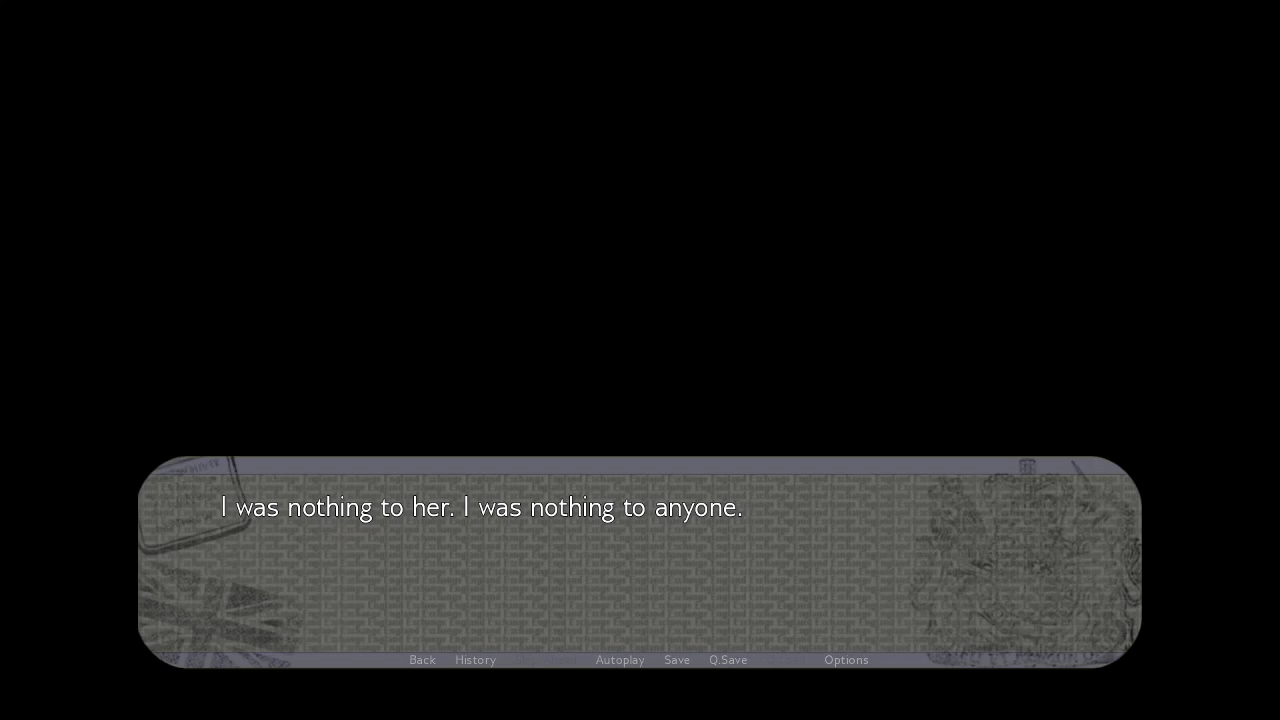 I was nothing to her. I was nothing to anyone.
Back History Autoplay Save Q.Save Options